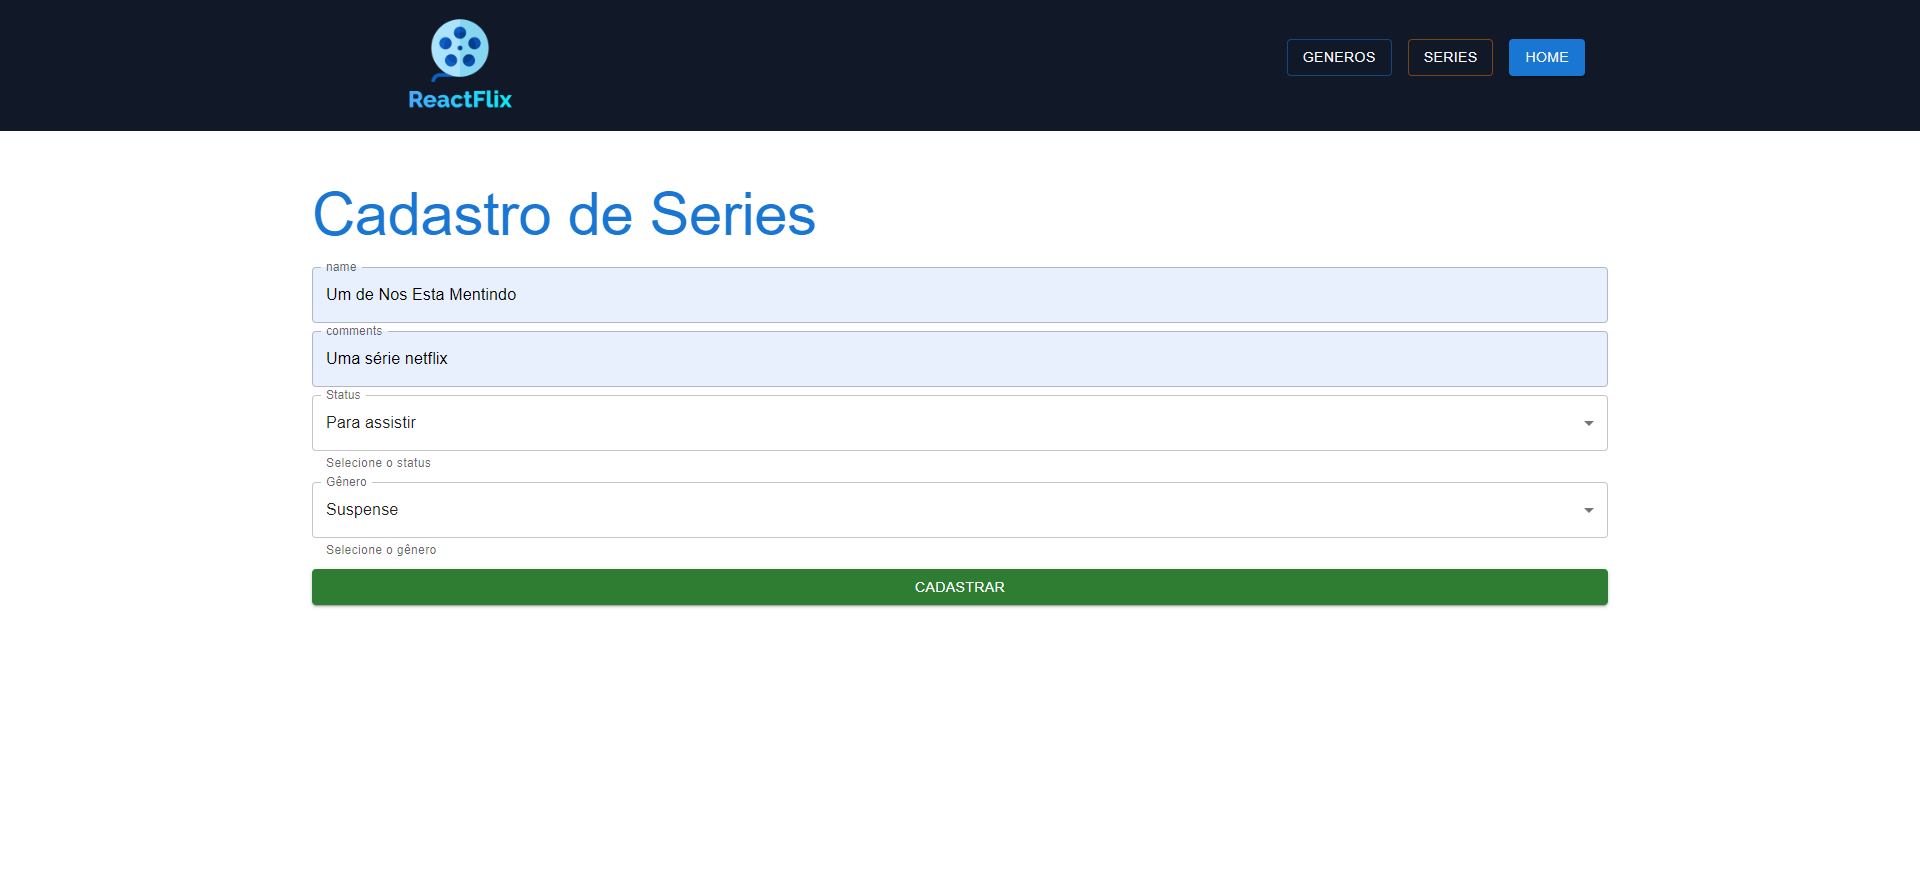 ReactFlix
GENEROS
SERIES
HOME
Cadastro de Series
name
Um de Nos Esta Mentindo
comments
Uma série netflix
Status
Para assistir
Selecione o status
Gênero
Suspense
Selecione o gênero
CADASTRAR